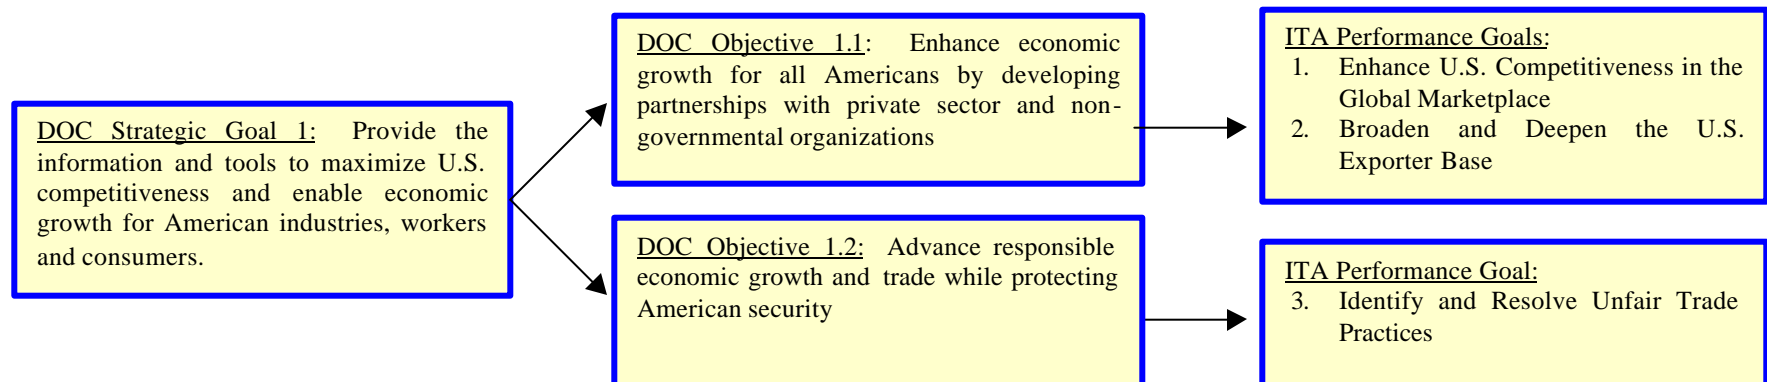 DOC Strategic Goal 1: Provide the
information and tools to maximize U.S.
competitiveness and enable economic
growth for American industries, workers
and consumers.
DOC Objective 1.1: Enhance economic
growth for all Americans by developing
partnerships with private sector and non-
governmental organizations
ITA Performance Goals:
1. Enhance U.S. Competitiveness in the
Global Marketplace
2. Broaden and Deepen the U.S.
Exporter Base
DOC Objective 1.2: Advance responsible
economic growth and trade while protecting
American security
ITA Performance Goal:
3. Identify and Resolve Unfair Trade
Practices